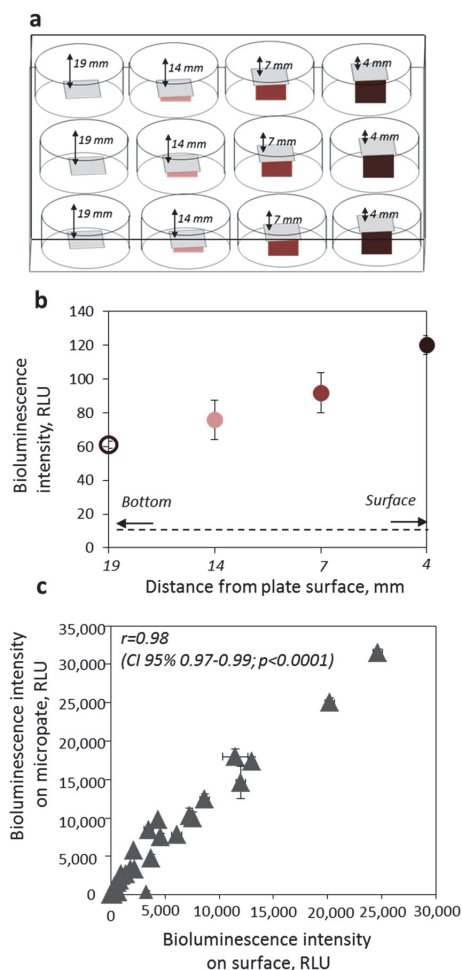 a
19 mm 14 mm 7 mm 4 mm
19 mm 14 mm 7 mm 4 mm
19 mm 14 mm 7 mm 4 mm
b
Bioluminescence
intensity, RLU
140
120
100
80
60
40
20
0
Bottom Surface
19 14 7 4
Distance from plate surface, mm
c
Bioluminescence intensity
on micropate, RLU
35,000
30,000
25,000
20,000
15,000
10,000
5,000
0
r=0.98
(CI 95% 0.97-0.99; p<0.0001)
0 5,000 10,000 15,000 20,000 25,000 30,000
Bioluminescence intensity
on surface, RLU